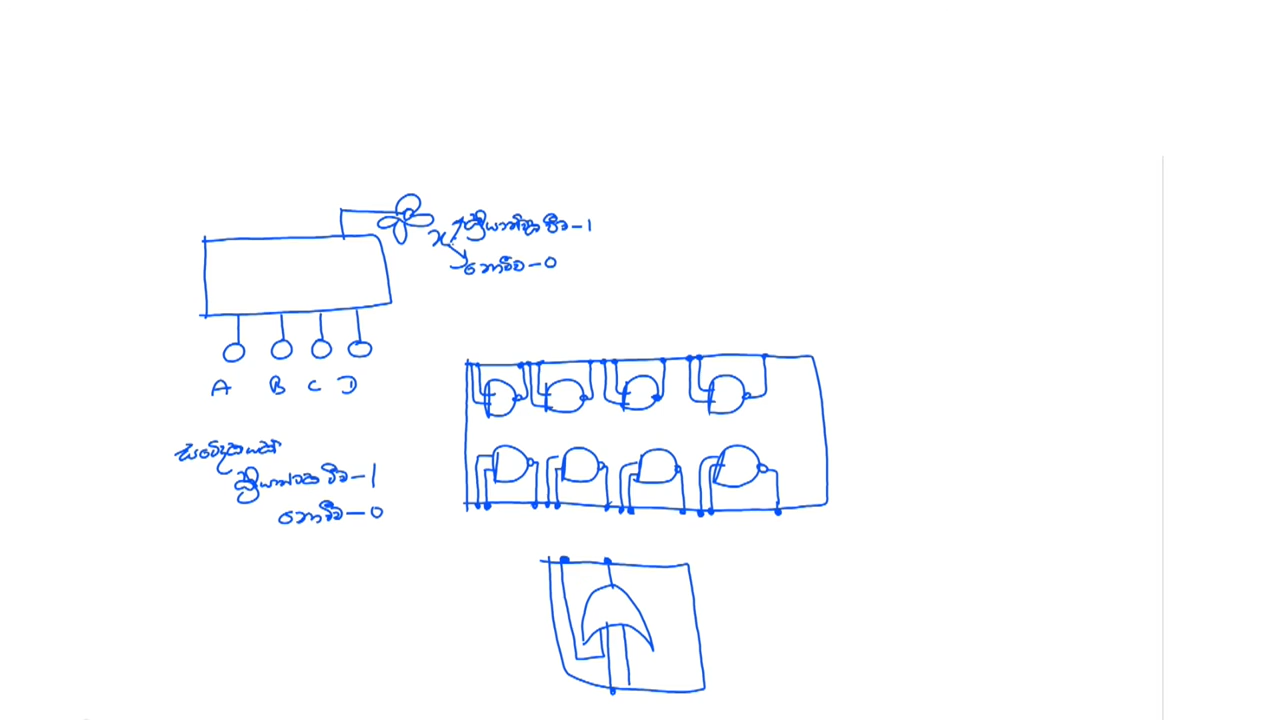 x ක්‍රියාත්මක වීම – 1
නොවීම – 0
A B C D
සංවේදකයක්
ක්‍රියාත්මක වීම – 1
නොවීම – 0